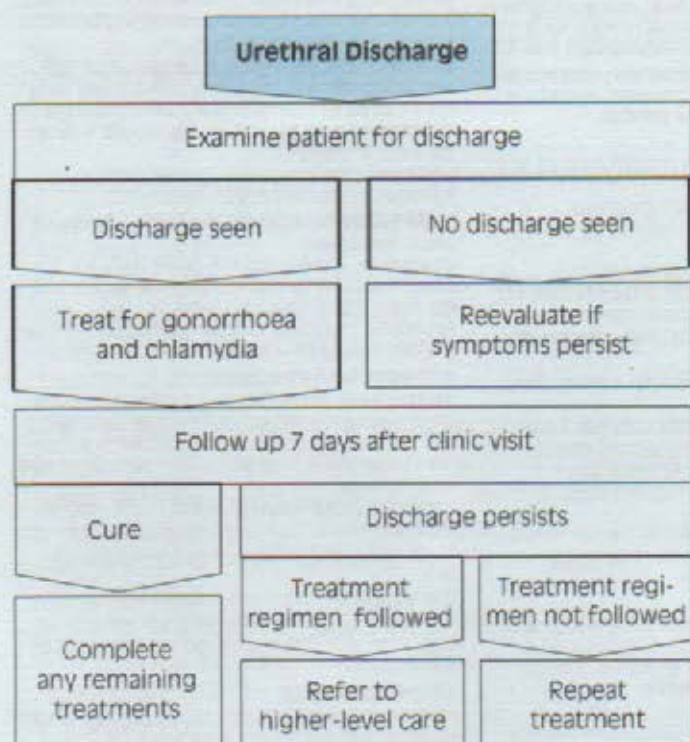 Urethral Discharge
Examine patient for discharge
Discharge seen
No discharge seen
Treat for gonorrhoea
and chlamydia
Reevaluate if
symptoms persist
Follow up 7 days after clinic visit
Cure
Discharge persists
Treatment
regimen followed
Treatment regi-
men not followed
Complete
any remaining
treatments
Refer to
higher-level care
Repeat
treatment